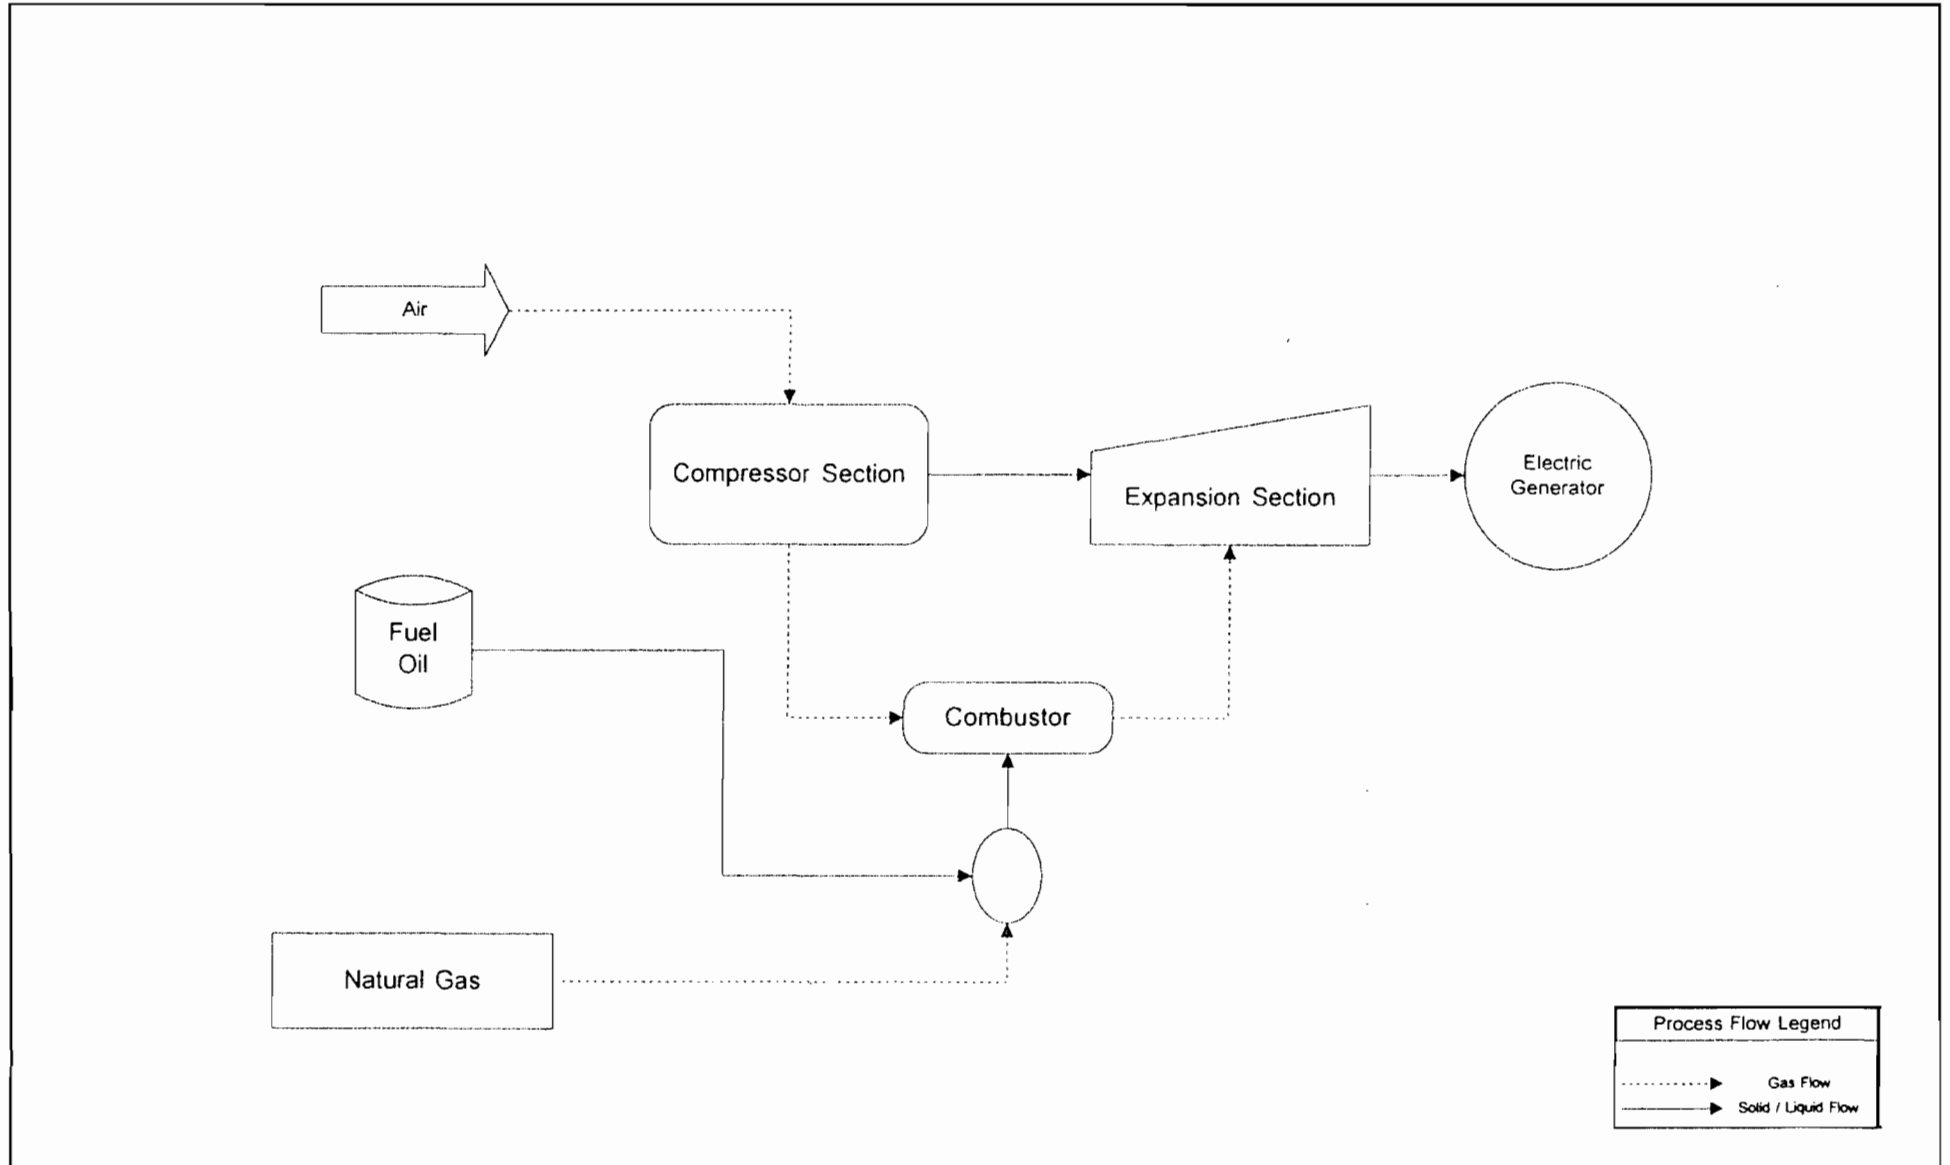 Air
Compressor Section
Electric
Generator
Expansion Section
Fuel
Oil
Combustor
Natural Gas
Process Flow Legend
Gas Flow
Solid / Liquid Flow